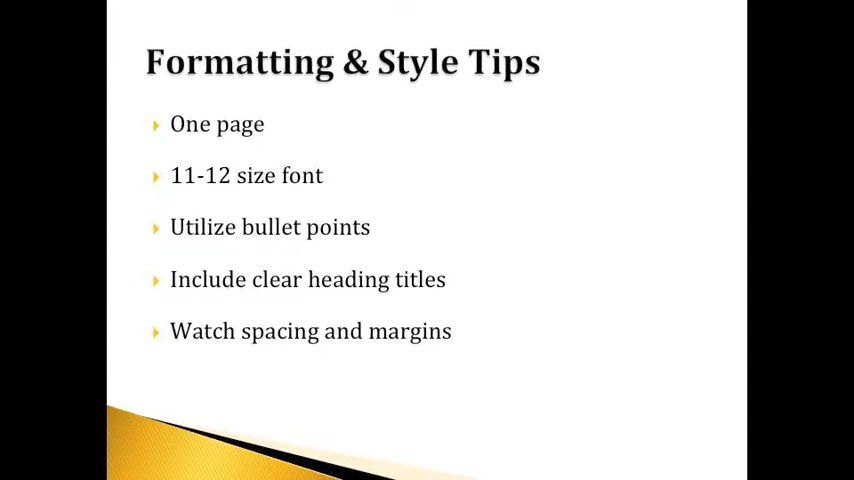 Formatting & Style Tips
One page
11-12 size font
Utilize bullet points
Include clear heading titles
Watch spacing and margins